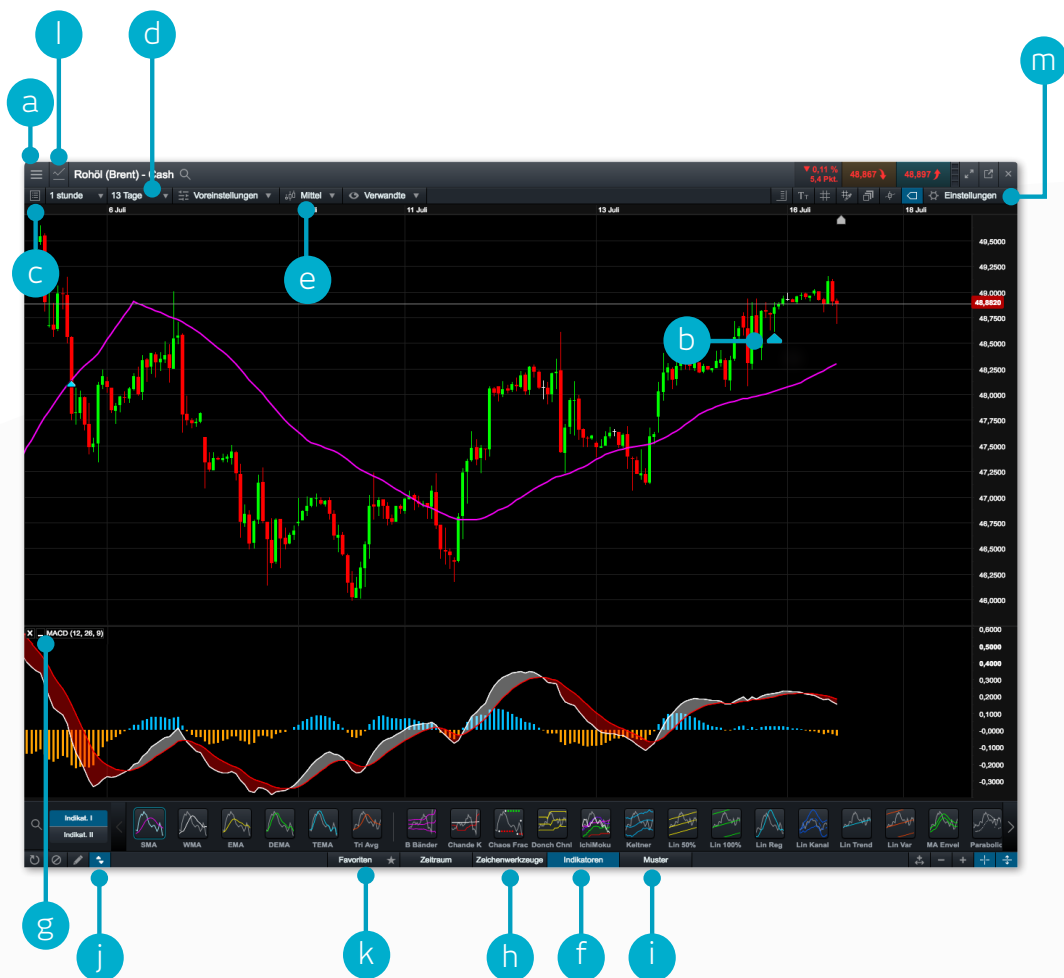 l
d
m
a
Rohöl (Brent) - Cash
▼ 0,11 %
5,4 Pkt.
48,867
48,897
1 stunde
13 Tage
Voreinstellungen
Mittel
Verwandte
Einstellungen
6 Juli
11 Juli
13 Juli
16 Juli
18 Juli
c
e
b
49,5000
49,2500
49,0000
48,8820
48,7500
48,5000
48,2500
48,0000
47,7500
47,5000
47,2500
47,0000
46,7500
46,5000
46,2500
46,0000
MACD (12, 26, 9)
0,6000
0,5000
0,4000
0,3000
0,2000
0,1000
-0,0000
-0,1000
-0,2000
-0,3000
Indikat. I
Indikat. II
SMA
WMA
EMA
DEMA
TEMA
Tri Avg
B Bänder
Chande K
Chaos Frac
Donch Chnl
IchiMoku
Keltner
Lin 50%
Lin 100%
Lin Reg
Lin Kanal
Lin Trend
Lin Var
MA Envel
Parabolic
Favoriten
Zeitraum
Zeichenwerkzeuge
Indikatoren
Muster
g
j
k
h
f
i